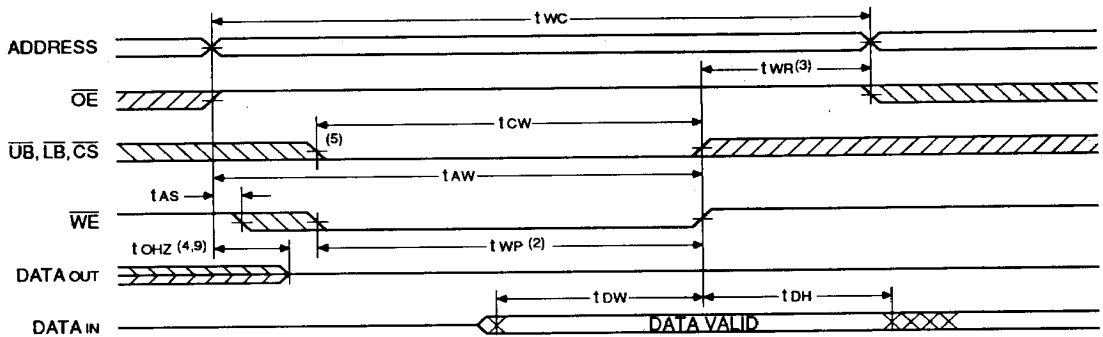 tWC
ADDRESS
tWR(3)
OE
tCW
(5)
UB, LB, CS
tAW
tAS
WE
tOHZ (4,9)
tWP (2)
DATA OUT
tDW
tDH
DATA IN
DATA VALID